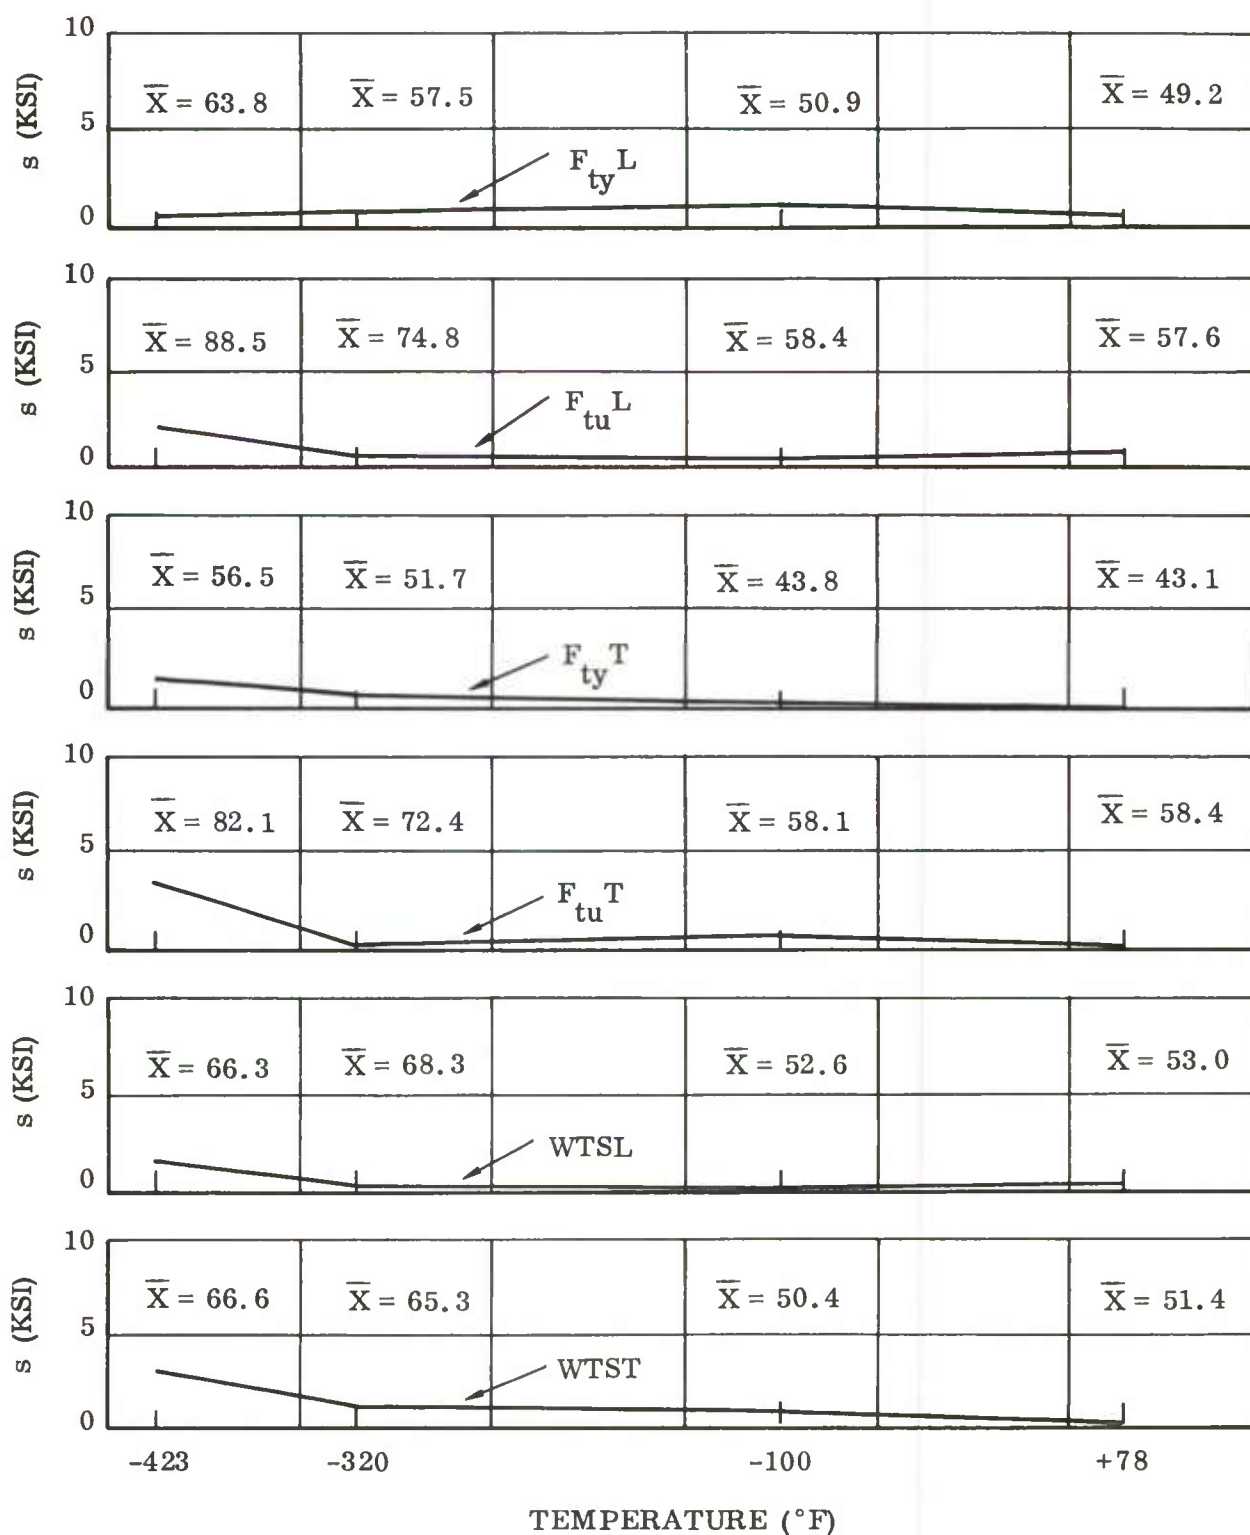 10
X̅ = 63.8 X̅ = 57.5 X̅ = 50.9 X̅ = 49.2
s (KSI)
5
FtyL
0
10
X̅ = 88.5 X̅ = 74.8 X̅ = 58.4 X̅ = 57.6
s (KSI)
5
FtuL
0
10
X̅ = 56.5 X̅ = 51.7 X̅ = 43.8 X̅ = 43.1
s (KSI)
5
FtyT
0
10
X̅ = 82.1 X̅ = 72.4 X̅ = 58.1 X̅ = 58.4
s (KSI)
5
FtuT
0
10
X̅ = 66.3 X̅ = 68.3 X̅ = 52.6 X̅ = 53.0
s (KSI)
5
WTSL
0
10
X̅ = 66.6 X̅ = 65.3 X̅ = 50.4 X̅ = 51.4
s (KSI)
5
WTST
0
-423 -320 -100 +78
TEMPERATURE (°F)